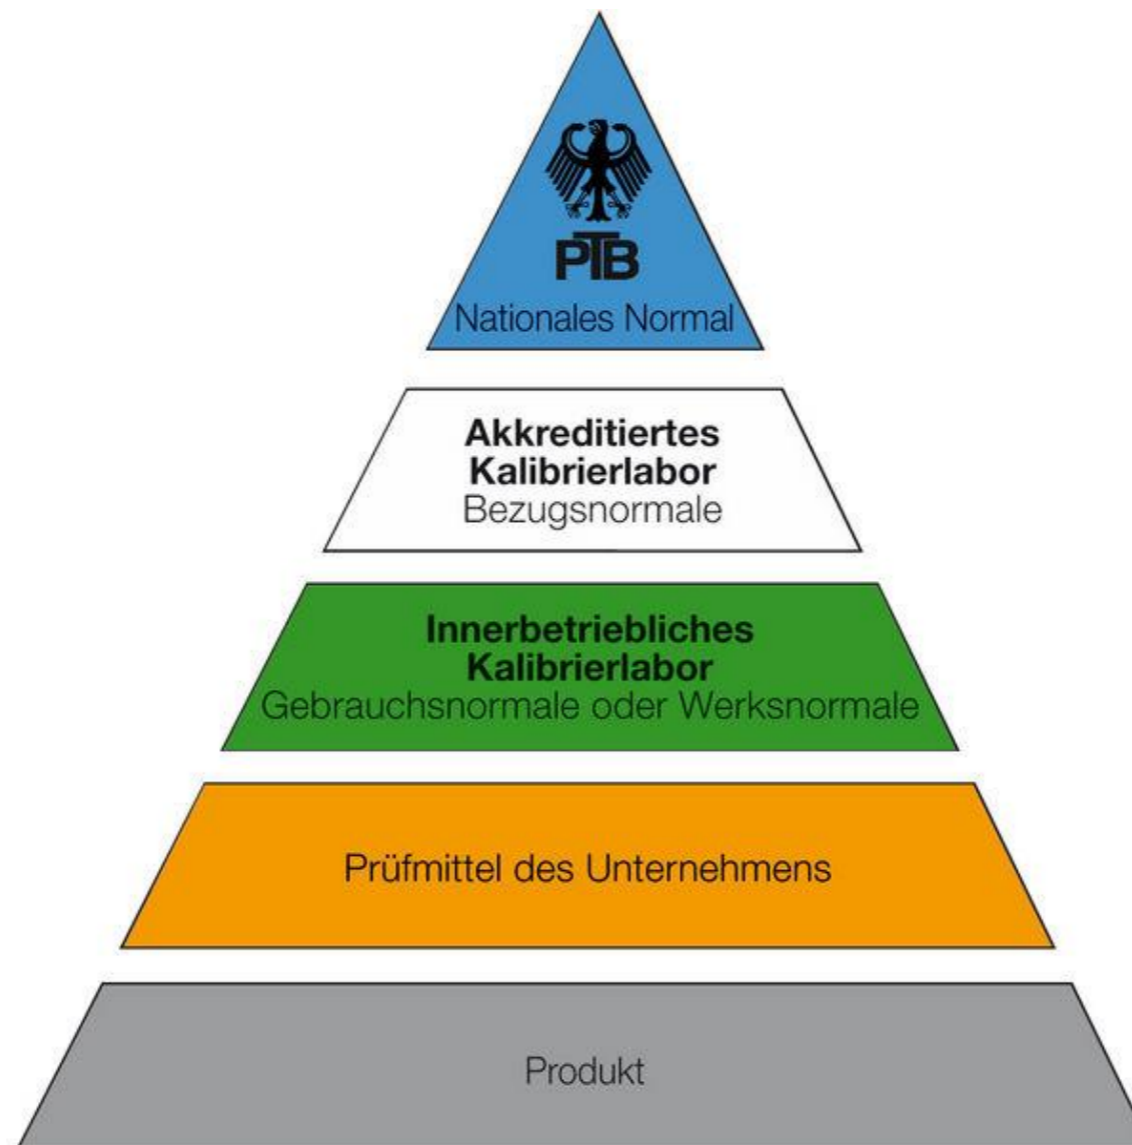 PTB
Nationales Normal
Akkreditiertes
Kalibrierlabor
Bezugsnormale
Innerbetriebliches
Kalibrierlabor
Gebrauchsnormale oder Werksnormale
Prüfmittel des Unternehmens
Produkt